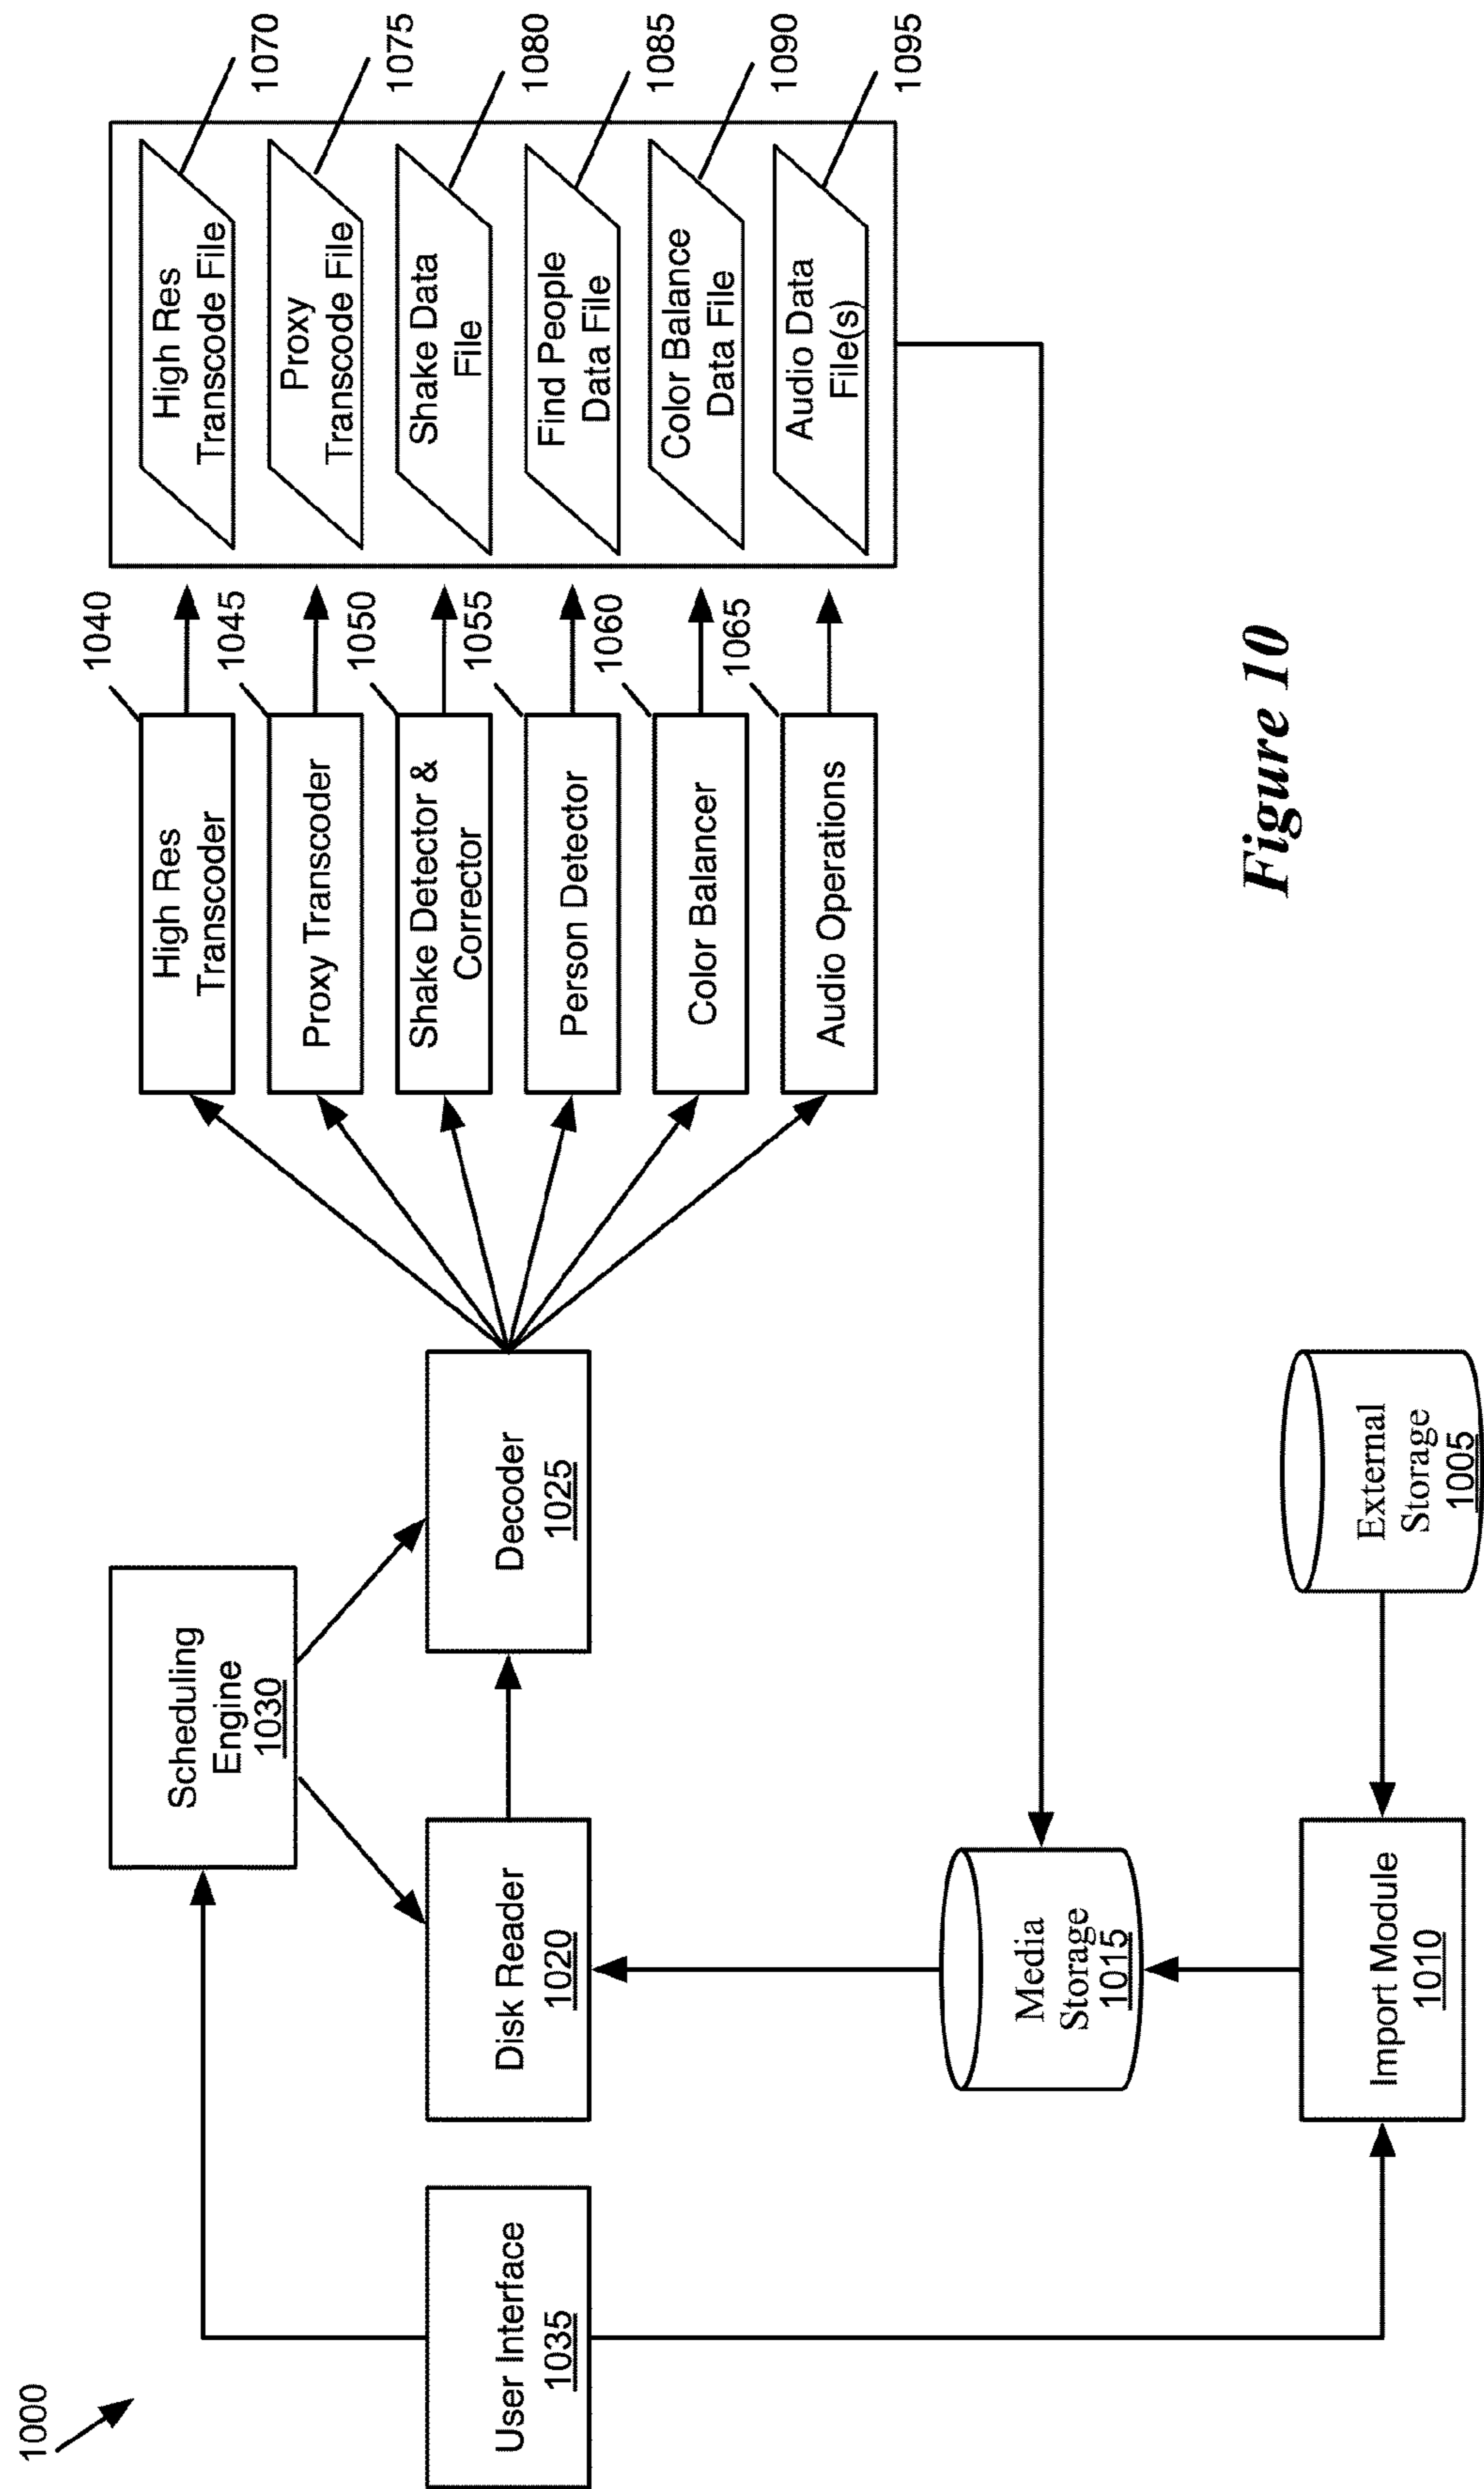 1000
User Interface
1035
Scheduling
Engine
1030
Disk Reader
1020
Decoder
1025
Media
Storage
1015
Import Module
1010
External
Storage
1005
High Res
Transcoder
1040
Proxy Transcoder
1045
Shake Detector &
Corrector
1050
Person Detector
1055
Color Balancer
1060
Audio Operations
1065
High Res
Transcode File
1070
Proxy
Transcode File
1075
Shake Data
File
1080
Find People
Data File
1085
Color Balance
Data File
1090
Audio Data
File(s)
1095
Figure 10